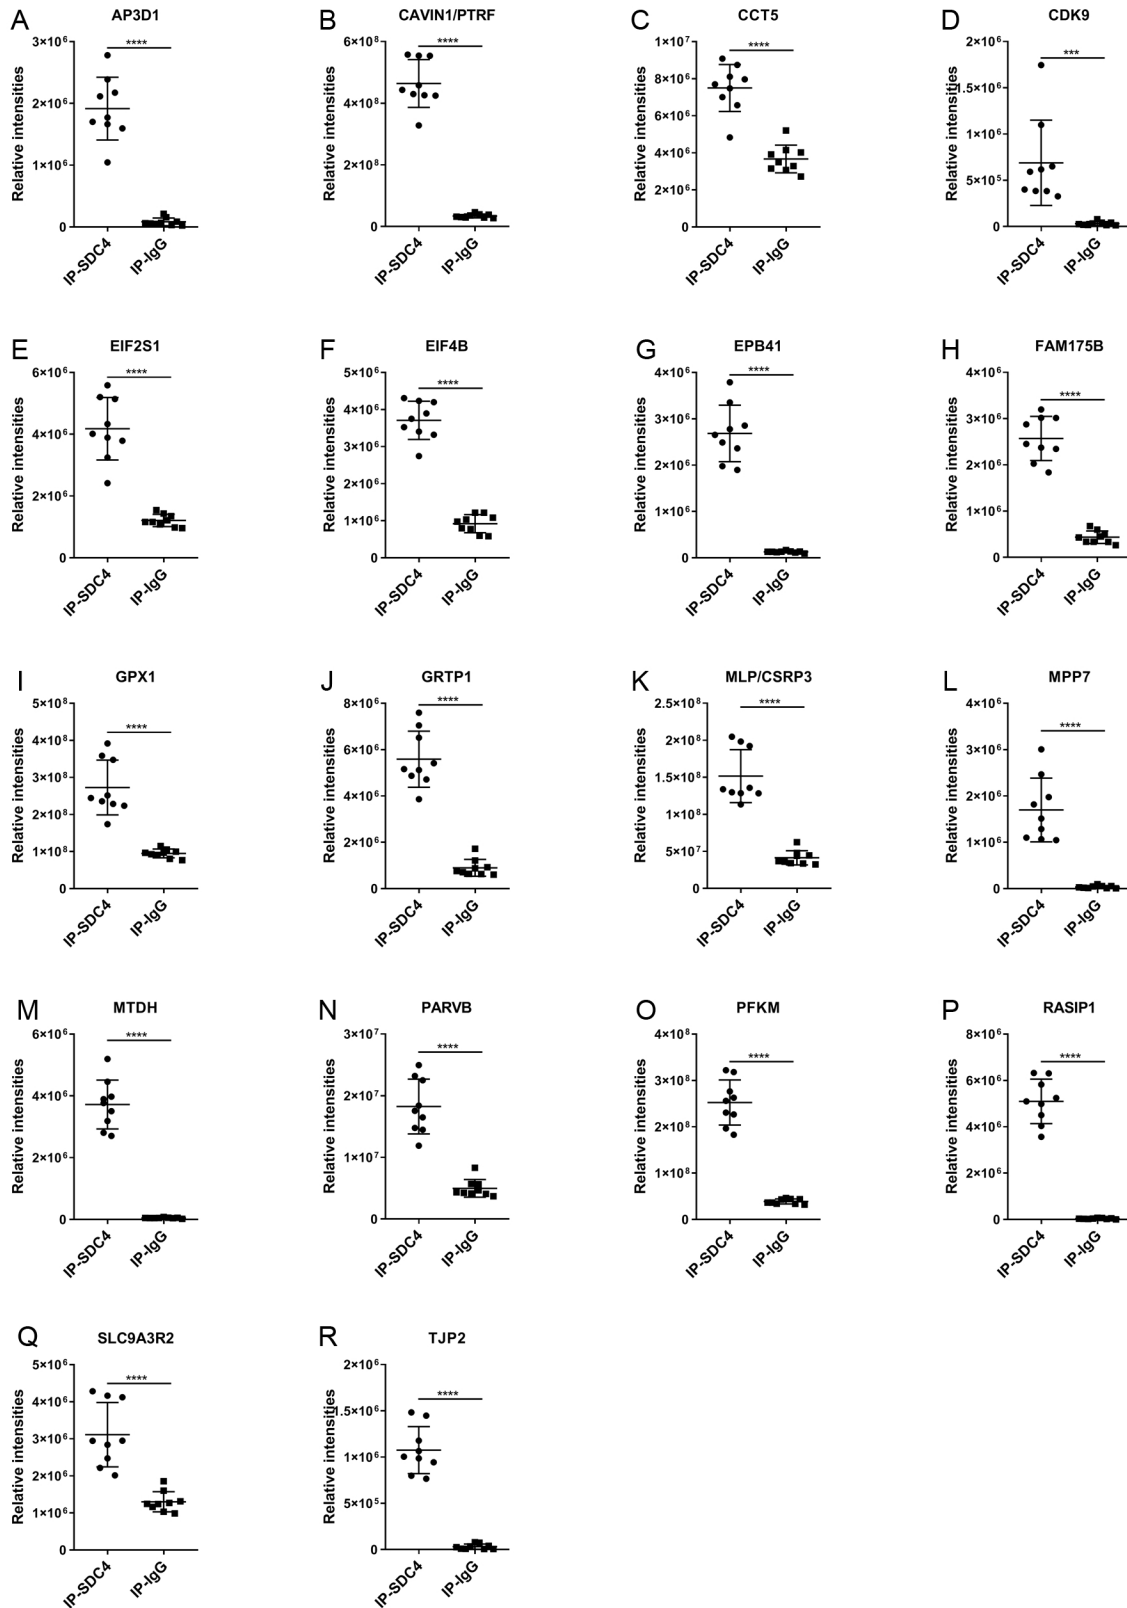 A
AP3D1
Relative intensities
3×10⁶
2×10⁶
1×10⁶
0
****
IP-SDC4
IP-IgG
B
CAVIN1/PTRF
Relative intensities
6×10⁸
4×10⁸
2×10⁸
0
****
IP-SDC4
IP-IgG
C
CCT5
Relative intensities
1×10⁷
8×10⁶
6×10⁶
4×10⁶
2×10⁶
0
****
IP-SDC4
IP-IgG
D
CDK9
Relative intensities
2×10⁶
1.5×10⁶
1×10⁶
5×10⁵
0
***
IP-SDC4
IP-IgG
E
EIF2S1
Relative intensities
6×10⁶
4×10⁶
2×10⁶
0
****
IP-SDC4
IP-IgG
F
EIF4B
Relative intensities
5×10⁶
4×10⁶
3×10⁶
2×10⁶
1×10⁶
0
****
IP-SDC4
IP-IgG
G
EPB41
Relative intensities
4×10⁶
3×10⁶
2×10⁶
1×10⁶
0
****
IP-SDC4
IP-IgG
H
FAM175B
Relative intensities
4×10⁶
3×10⁶
2×10⁶
1×10⁶
0
****
IP-SDC4
IP-IgG
I
GPX1
Relative intensities
5×10⁸
4×10⁸
3×10⁸
2×10⁸
1×10⁸
0
****
IP-SDC4
IP-IgG
J
GRTP1
Relative intensities
8×10⁶
6×10⁶
4×10⁶
2×10⁶
0
****
IP-SDC4
IP-IgG
K
MLP/CSRP3
Relative intensities
2.5×10⁸
2×10⁸
1.5×10⁸
1×10⁸
5×10⁷
0
****
IP-SDC4
IP-IgG
L
MPP7
Relative intensities
4×10⁶
3×10⁶
2×10⁶
1×10⁶
0
****
IP-SDC4
IP-IgG
M
MTDH
Relative intensities
6×10⁶
4×10⁶
2×10⁶
0
****
IP-SDC4
IP-IgG
N
PARVB
Relative intensities
3×10⁷
2×10⁷
1×10⁷
0
****
IP-SDC4
IP-IgG
O
PFKM
Relative intensities
4×10⁸
3×10⁸
2×10⁸
1×10⁸
0
****
IP-SDC4
IP-IgG
P
RASIP1
Relative intensities
8×10⁶
6×10⁶
4×10⁶
2×10⁶
0
****
IP-SDC4
IP-IgG
Q
SLC9A3R2
Relative intensities
5×10⁶
4×10⁶
3×10⁶
2×10⁶
1×10⁶
0
****
IP-SDC4
IP-IgG
R
TJP2
Relative intensities
2×10⁶
1.5×10⁶
1×10⁶
5×10⁵
0
****
IP-SDC4
IP-IgG